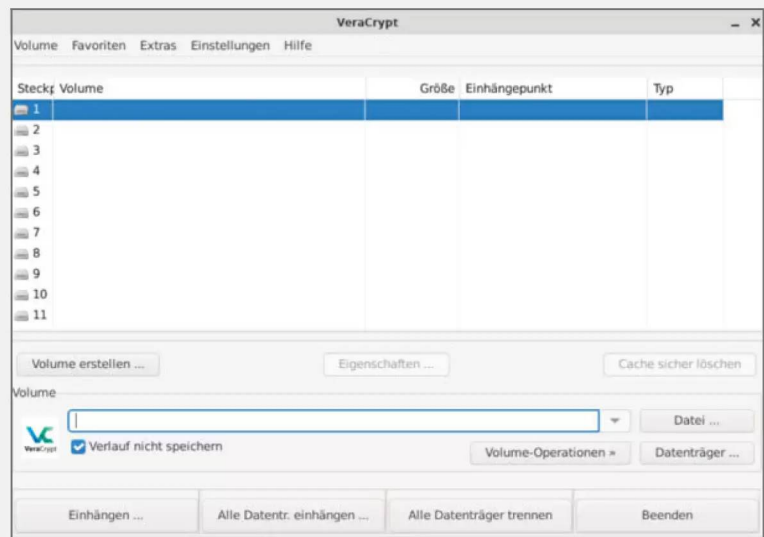 VeraCrypt
Volume Favoriten Extras Einstellungen Hilfe
Steckp Volume Größe Einhängepunkt Typ
1
2
3
4
5
6
7
8
9
10
11
Volume erstellen ... Eigenschaften ... Cache sicher löschen
Volume
Datei ...
VeraCrypt
Verlauf nicht speichern
Volume-Operationen » Datenträger ...
Einhängen ... Alle Datentr. einhängen ... Alle Datenträger trennen Beenden